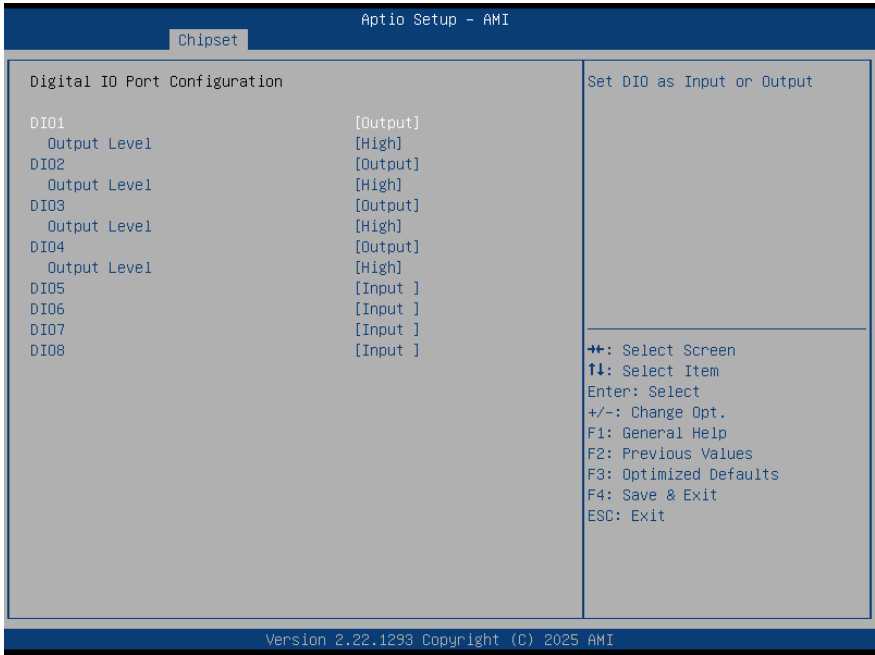 Aptio Setup – AMI
Chipset
Digital IO Port Configuration
DIO1 [Output]
Output Level [High]
DIO2 [Output]
Output Level [High]
DIO3 [Output]
Output Level [High]
DIO4 [Output]
Output Level [High]
DIO5 [Input ]
DIO6 [Input ]
DIO7 [Input ]
DIO8 [Input ]
Set DIO as Input or Output
→←: Select Screen
↑↓: Select Item
Enter: Select
+/-: Change Opt.
F1: General Help
F2: Previous Values
F3: Optimized Defaults
F4: Save & Exit
ESC: Exit
Version 2.22.1293 Copyright (C) 2025 AMI